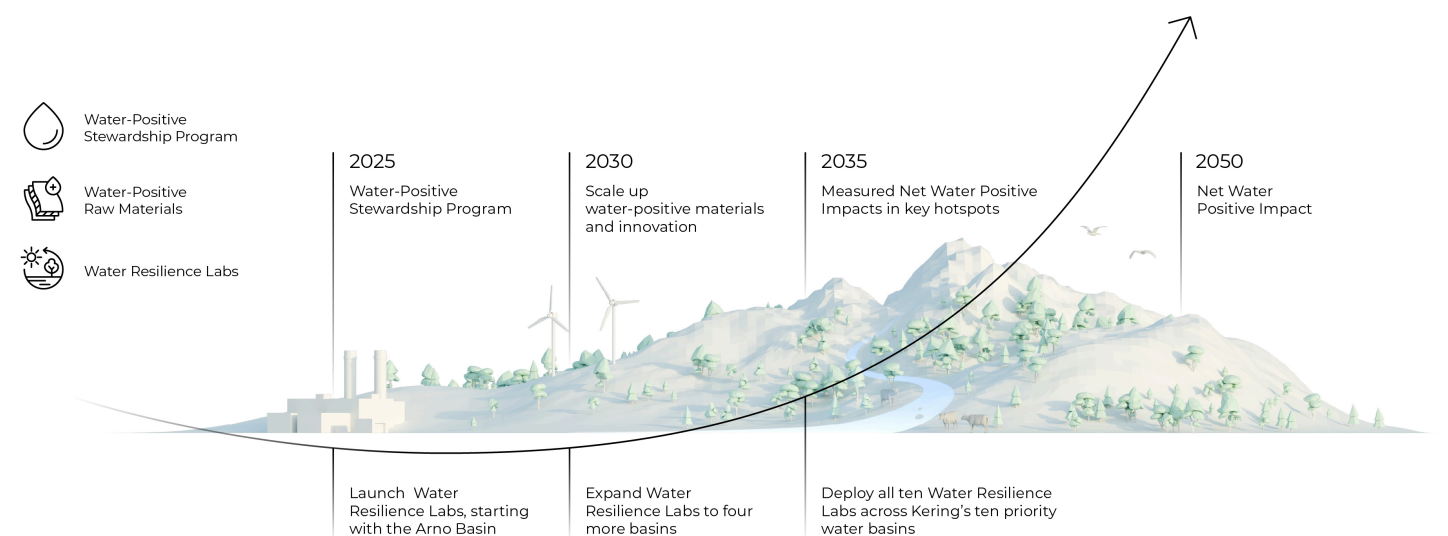 Water-Positive
Stewardship Program
Water-Positive
Raw Materials
Water Resilience Labs
2025
Water-Positive
Stewardship Program
2030
Scale up
water-positive materials
and innovation
2035
Measured Net Water Positive
Impacts in key hotspots
2050
Net Water
Positive Impact
Launch  Water
Resilience Labs, starting
with the Arno Basin
Expand Water
Resilience Labs to four
more basins
Deploy all ten Water Resilience
Labs across Kering’s ten priority
water basins